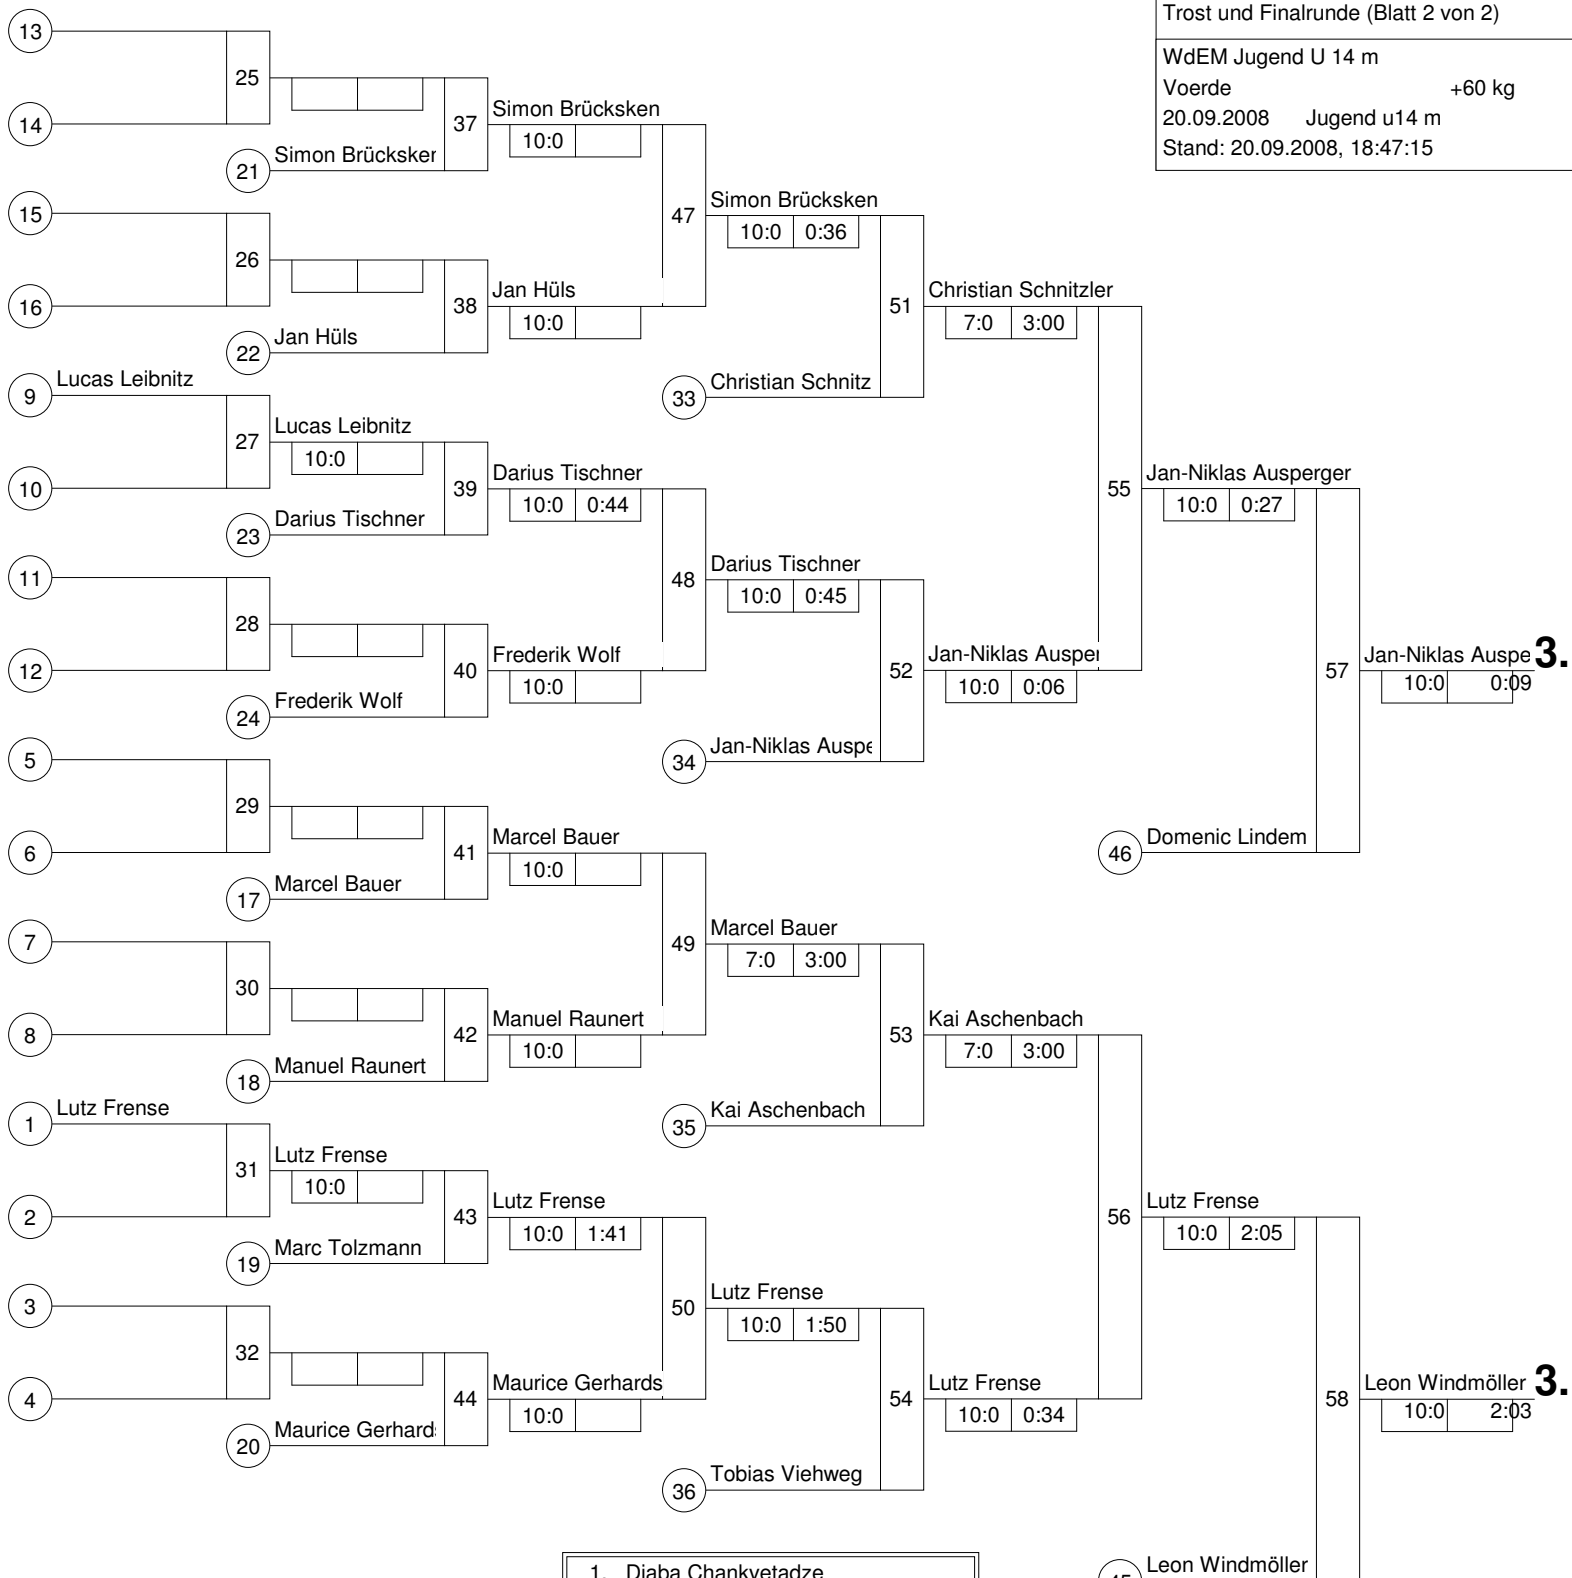 Trost und Finalrunde (Blatt 2 von 2)
WdEM Jugend U 14 m
Voerde +60 kg
20.09.2008 Jugend u14 m
Stand: 20.09.2008, 18:47:15
13
25
14
37
Simon Brücksken
10:0
21 Simon Brücksker
15
26
16
38
Jan Hüls
10:0
22 Jan Hüls
47
Simon Brücksken
10:0 0:36
51
Christian Schnitzler
7:0 3:00
33 Christian Schnitz
9 Lucas Leibnitz
27
Lucas Leibnitz
10:0
10
39
Darius Tischner
10:0 0:44
23 Darius Tischner
11
28
12
40
Frederik Wolf
10:0
24 Frederik Wolf
48
Darius Tischner
10:0 0:45
52
Jan-Niklas Ausper
10:0 0:06
34 Jan-Niklas Auspe
55
Jan-Niklas Ausperger
10:0 0:27
57
Jan-Niklas Auspe 3.
10:0 0:09
46 Domenic Lindem
5
29
6
41
Marcel Bauer
10:0
17 Marcel Bauer
7
30
8
42
Manuel Raunert
10:0
18 Manuel Raunert
49
Marcel Bauer
7:0 3:00
53
Kai Aschenbach
7:0 3:00
35 Kai Aschenbach
1 Lutz Frense
31
Lutz Frense
10:0
2
43
Lutz Frense
10:0 1:41
19 Marc Tolzmann
3
32
4
44
Maurice Gerhards
10:0
20 Maurice Gerhards
50
Lutz Frense
10:0 1:50
54
Lutz Frense
10:0 0:34
36 Tobias Viehweg
56
Lutz Frense
10:0 2:05
58
Leon Windmöller 3.
10:0 2:03
45 Leon Windmöller
1. Diaba Chankvetadze